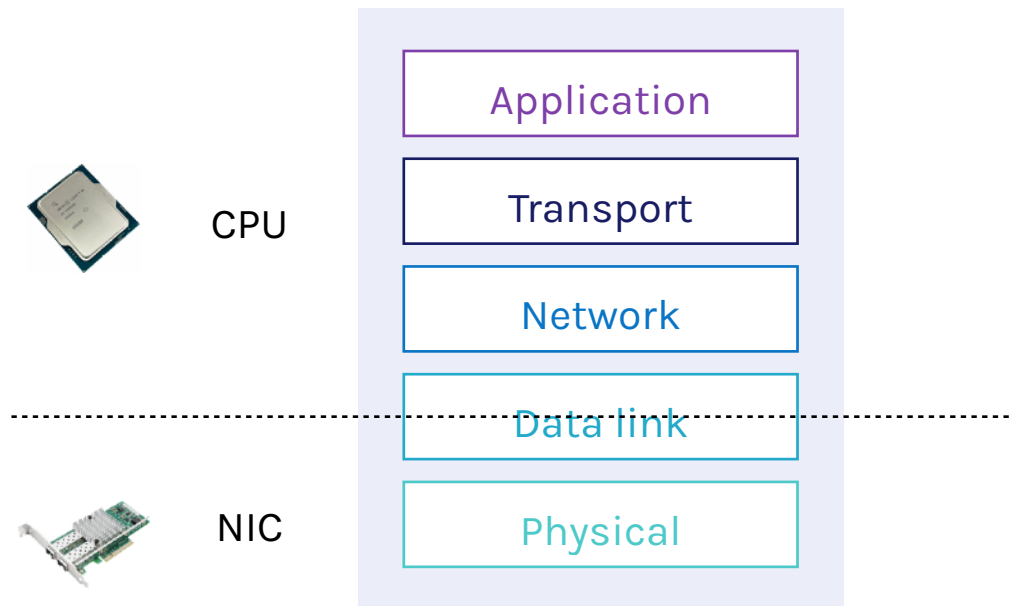 Application
Transport
CPU
Network
Data link
NIC
Physical